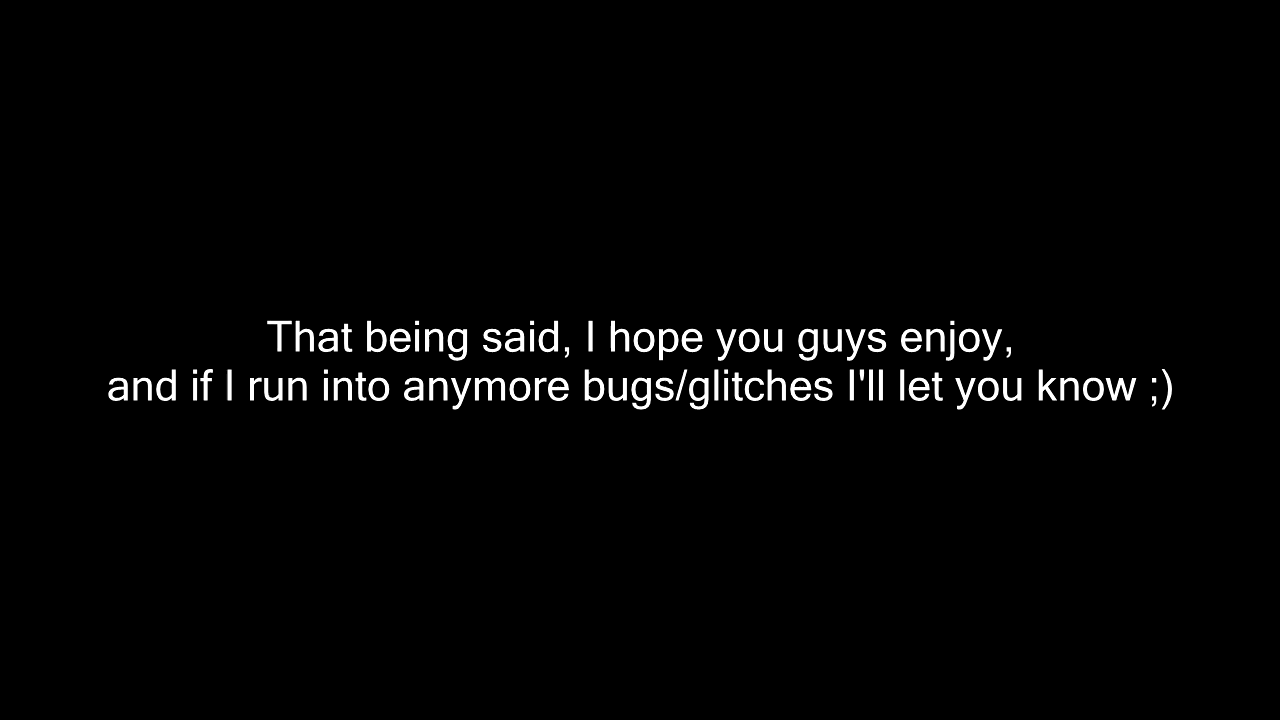 That being said, I hope you guys enjoy,
and if I run into anymore bugs/glitches I'll let you know ;)